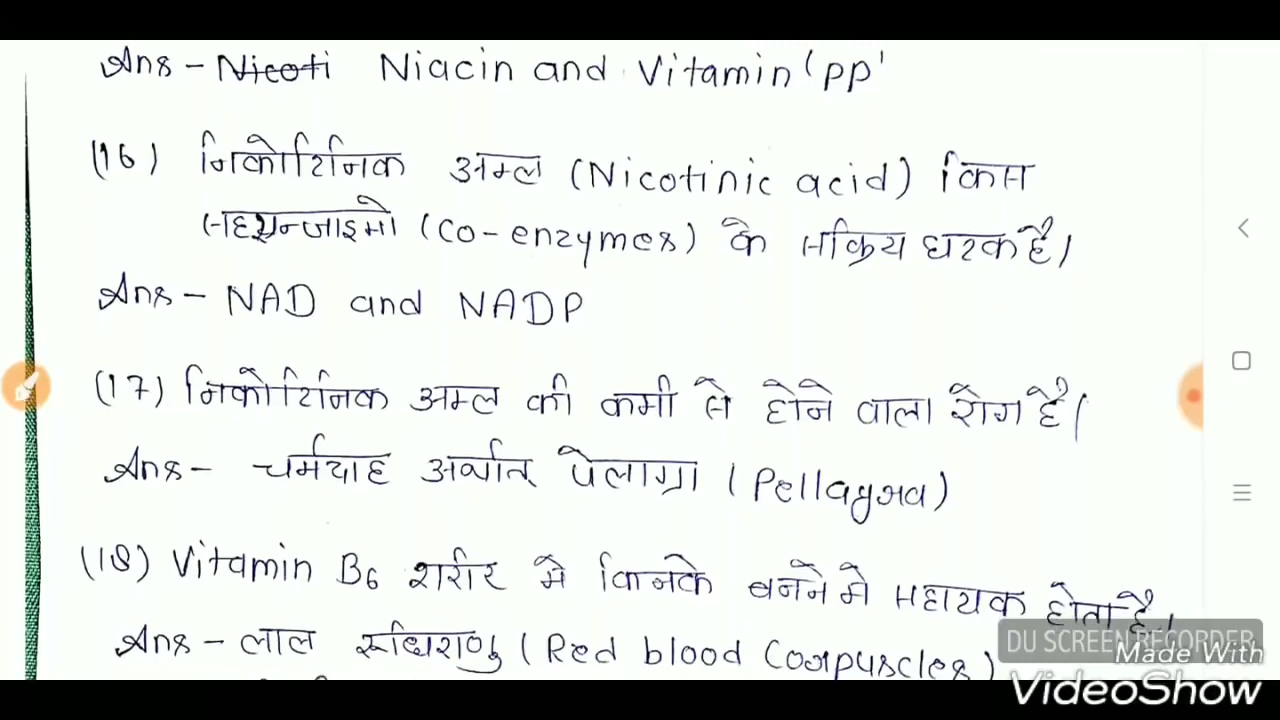 Ans - Nicoti Niacin and Vitamin 'PP'
(16) निकोटिनिक अम्ल (Nicotinic acid) किस
सहएन्जाइमो (Co-enzymes) के सक्रिय घटक है।
Ans - NAD and NADP
(17) निकोटिनिक अम्ल की कमी से होने वाला रोग है।
Ans - चर्मदाह अर्थात् पेलाग्रा (Pellagra)
(18) Vitamin B6 शरीर मे किनके बनने मे सहायक होता है।
Ans - लाल रूधिराणु (Red blood Corpuscles)
DU SCREEN RECORDER
Made With
VideoShow